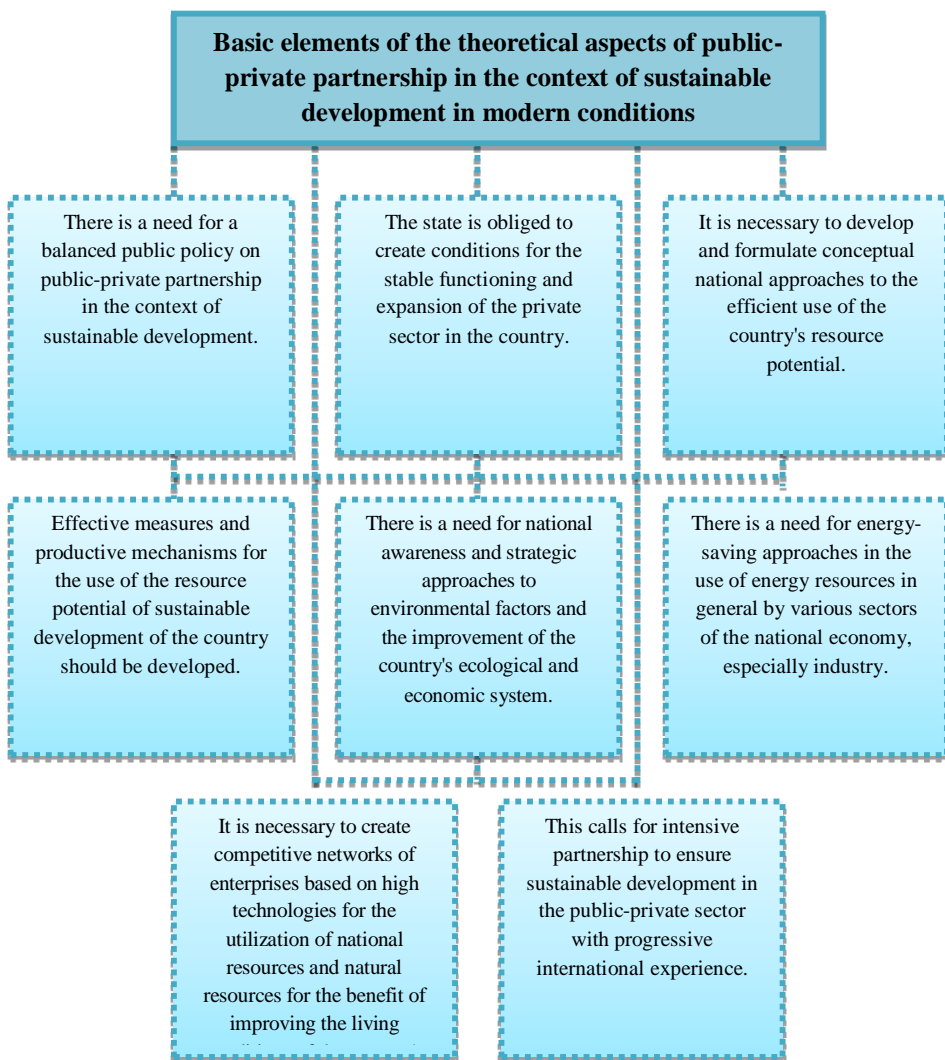 Basic elements of the theoretical aspects of public-
private partnership in the context of sustainable
development in modern conditions
There is a need for a
balanced public policy on
public-private partnership
in the context of
sustainable development.
The state is obliged to
create conditions for the
stable functioning and
expansion of the private
sector in the country.
It is necessary to develop
and formulate conceptual
national approaches to the
efficient use of the
country's resource
potential.
Effective measures and
productive mechanisms for
the use of the resource
potential of sustainable
development of the country
should be developed.
There is a need for national
awareness and strategic
approaches to
environmental factors and
the improvement of the
country's ecological and
economic system.
There is a need for energy-
saving approaches in the
use of energy resources in
general by various sectors
of the national economy,
especially industry.
It is necessary to create
competitive networks of
enterprises based on high
technologies for the
utilization of national
resources and natural
resources for the benefit of
improving the living
This calls for intensive
partnership to ensure
sustainable development in
the public-private sector
with progressive
international experience.